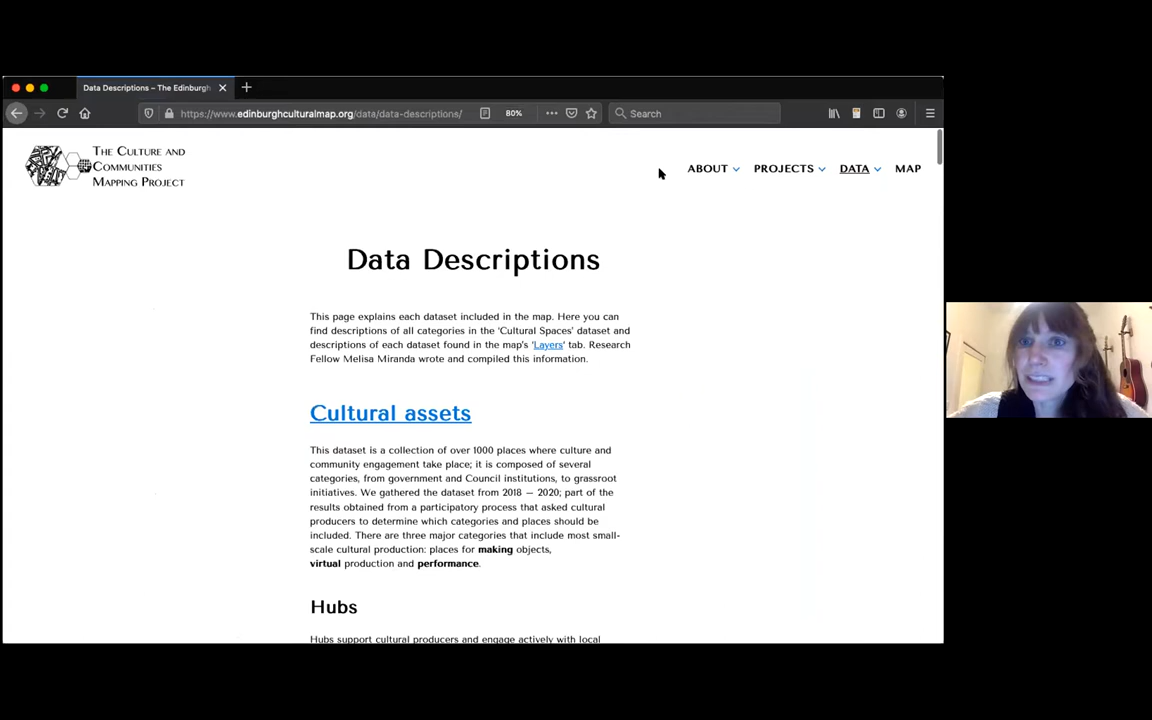 Data Descriptions – The Edinburgh
https://www.edinburghculturalmap.org/data/data-descriptions/
80%
Search
THE CULTURE AND
COMMUNITIES
MAPPING PROJECT
ABOUT
PROJECTS
DATA
MAP
Data Descriptions
This page explains each dataset included in the map. Here you can
find descriptions of all categories in the 'Cultural Spaces' dataset and
descriptions of each dataset found in the map's 'Layers' tab. Research
Fellow Melisa Miranda wrote and compiled this information.
Cultural assets
This dataset is a collection of over 1000 places where culture and
community engagement take place; it is composed of several
categories, from government and Council institutions, to grassroot
initiatives. We gathered the dataset from 2018 – 2020; part of the
results obtained from a participatory process that asked cultural
producers to determine which categories and places should be
included. There are three major categories that include most small-
scale cultural production: places for making objects,
virtual production and performance.
Hubs
Hubs support cultural producers and engage actively with local